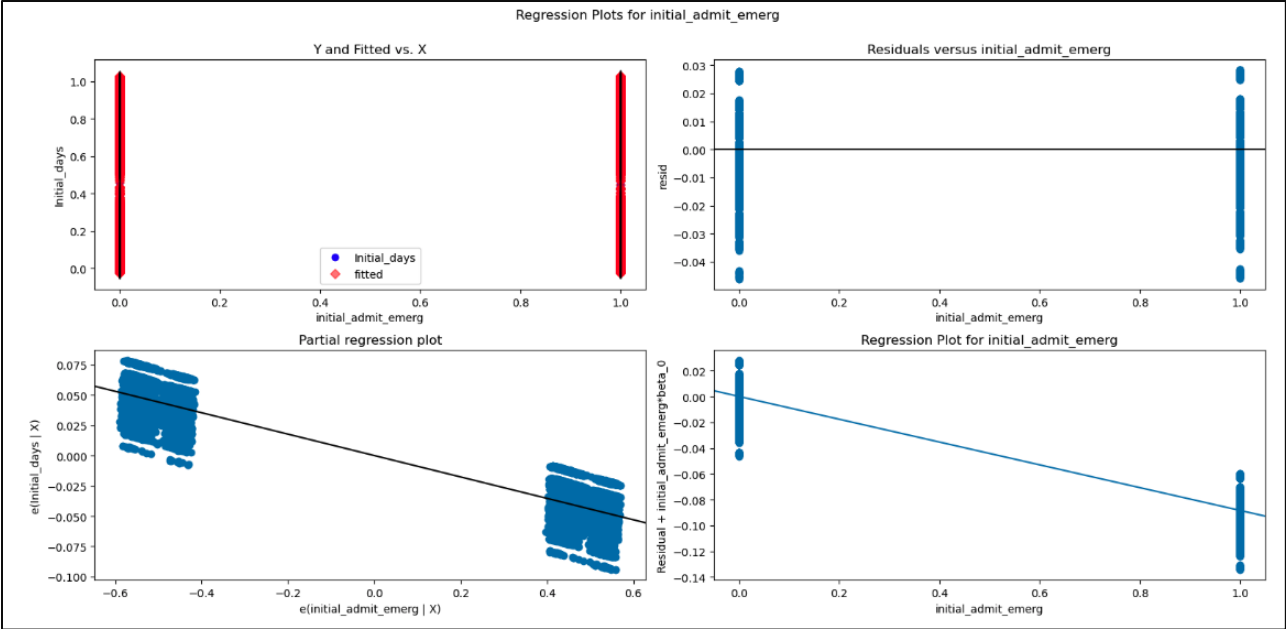 Regression Plots for initial_admit_emerg
Y and Fitted vs. X
Initial_days
1.0
0.8
0.6
0.4
0.2
0.0
Initial_days
fitted
0.0 0.2 0.4 0.6 0.8 1.0
initial_admit_emerg
Residuals versus initial_admit_emerg
resid
0.03
0.02
0.01
0.00
−0.01
−0.02
−0.03
−0.04
0.0 0.2 0.4 0.6 0.8 1.0
initial_admit_emerg
Partial regression plot
e(Initial_days | X)
0.075
0.050
0.025
0.000
−0.025
−0.050
−0.075
−0.100
−0.6 −0.4 −0.2 0.0 0.2 0.4 0.6
e(initial_admit_emerg | X)
Regression Plot for initial_admit_emerg
Residual + initial_admit_emerg*beta_0
0.02
0.00
−0.02
−0.04
−0.06
−0.08
−0.10
−0.12
−0.14
0.0 0.2 0.4 0.6 0.8 1.0
initial_admit_emerg